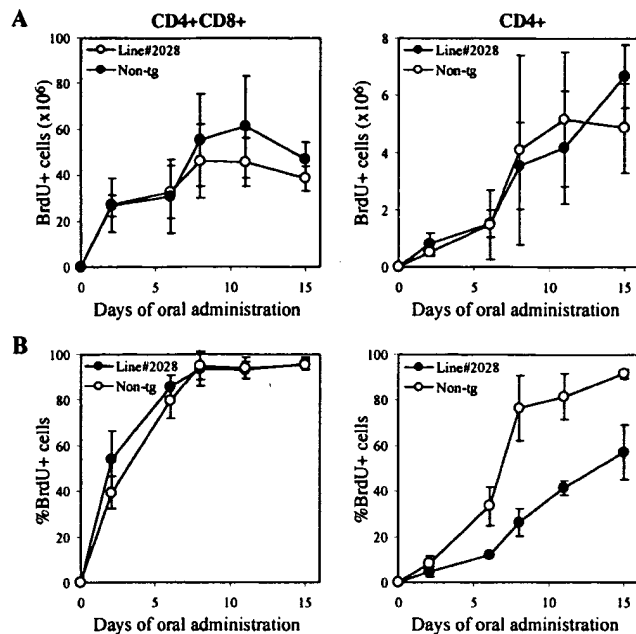 A
CD4+CD8+
CD4+
BrdU+ cells (x10⁶)
100
80
60
40
20
0
Line#2028
Non-tg
0 5 10 15
Days of oral administration
BrdU+ cells (x10⁶)
8
6
4
2
0
Line#2028
Non-tg
0 5 10 15
Days of oral administration
B
%BrdU+ cells
100
80
60
40
20
0
Line#2028
Non-tg
0 5 10 15
Days of oral administration
%BrdU+ cells
100
80
60
40
20
0
Line#2028
Non-tg
0 5 10 15
Days of oral administration